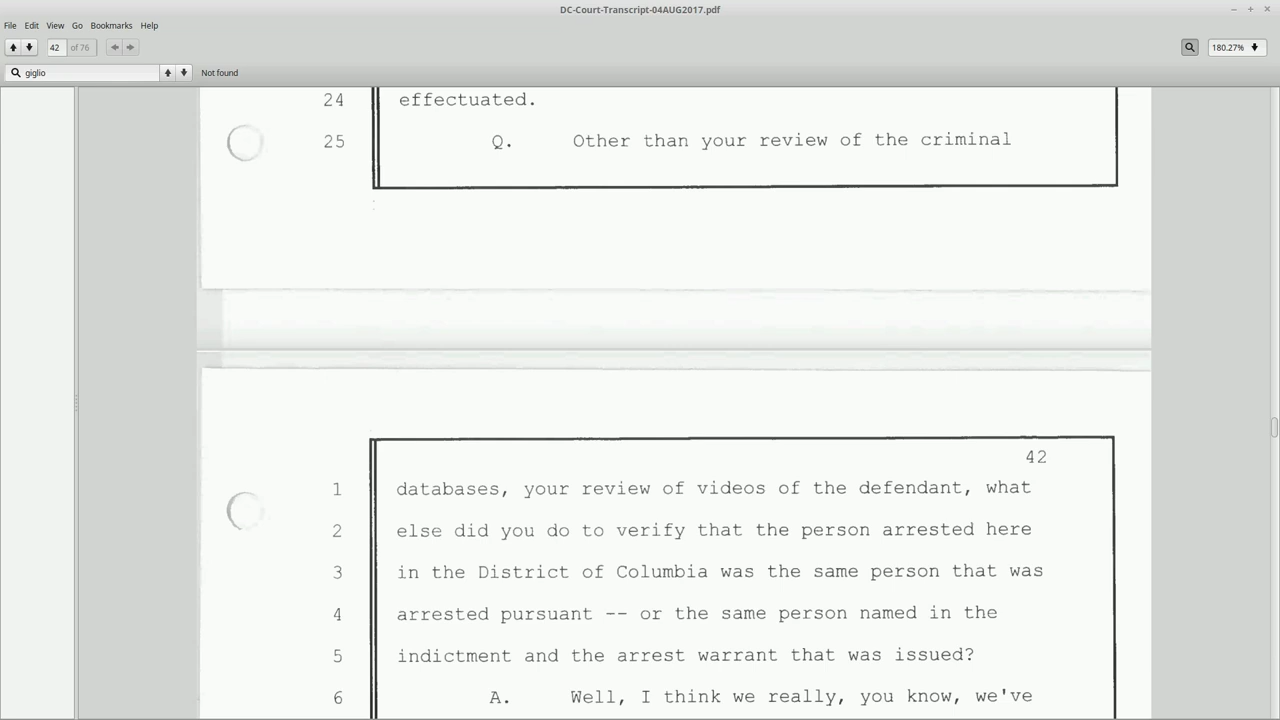 DC-Court-Transcript-04AUG2017.pdf
File Edit View Go Bookmarks Help
42 of 76
180.27%
giglio
Not found
24 effectuated.
25 Q. Other than your review of the criminal
42
1 databases, your review of videos of the defendant, what
2 else did you do to verify that the person arrested here
3 in the District of Columbia was the same person that was
4 arrested pursuant -- or the same person named in the
5 indictment and the arrest warrant that was issued?
6 A. Well, I think we really, you know, we've